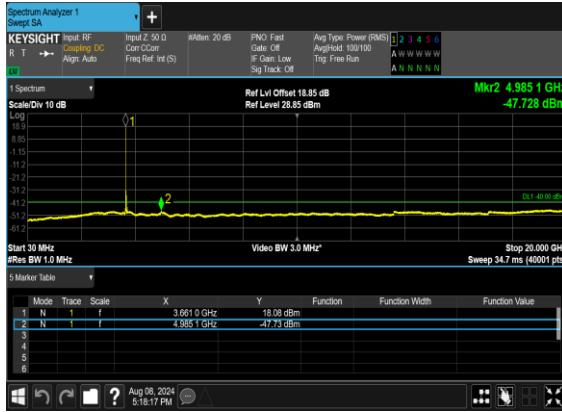 Spectrum Analyzer 1
Swept SA
+
KEYSIGHT Input: RF Input Z: 50 Ω #Atten: 20 dB PNO: Fast Avg Type: Power (RMS) 1 2 3 4 5 6
R T Coupling: DC Corr CCorr Gate: Off Avg|Hold: 100/100 A W W W W W
Align: Auto Freq Ref: Int (S) IF Gain: Low Trig: Free Run
LU Sig Track: Off A N N N N N
1 Spectrum Ref Lvl Offset 18.85 dB Mkr2 4.985 1 GHz
Scale/Div 10 dB Ref Level 28.85 dBm -47.728 dBm
Log
1
18.9
8.85
-1.15
-11.2
-21.2
-31.2
2 DL1 -40.00 dBm
-41.2
-51.2
-61.2
Start 30 MHz Video BW 3.0 MHz* Stop 20.000 GHz
#Res BW 1.0 MHz Sweep 34.7 ms (40001 pts)
5 Marker Table
Mode Trace Scale X Y Function Function Width Function Value
1 N 1 f 3.661 0 GHz 18.08 dBm
2 N 1 f 4.985 1 GHz -47.73 dBm
3
4
5
6
? Aug 08, 2024
5:18:17 PM